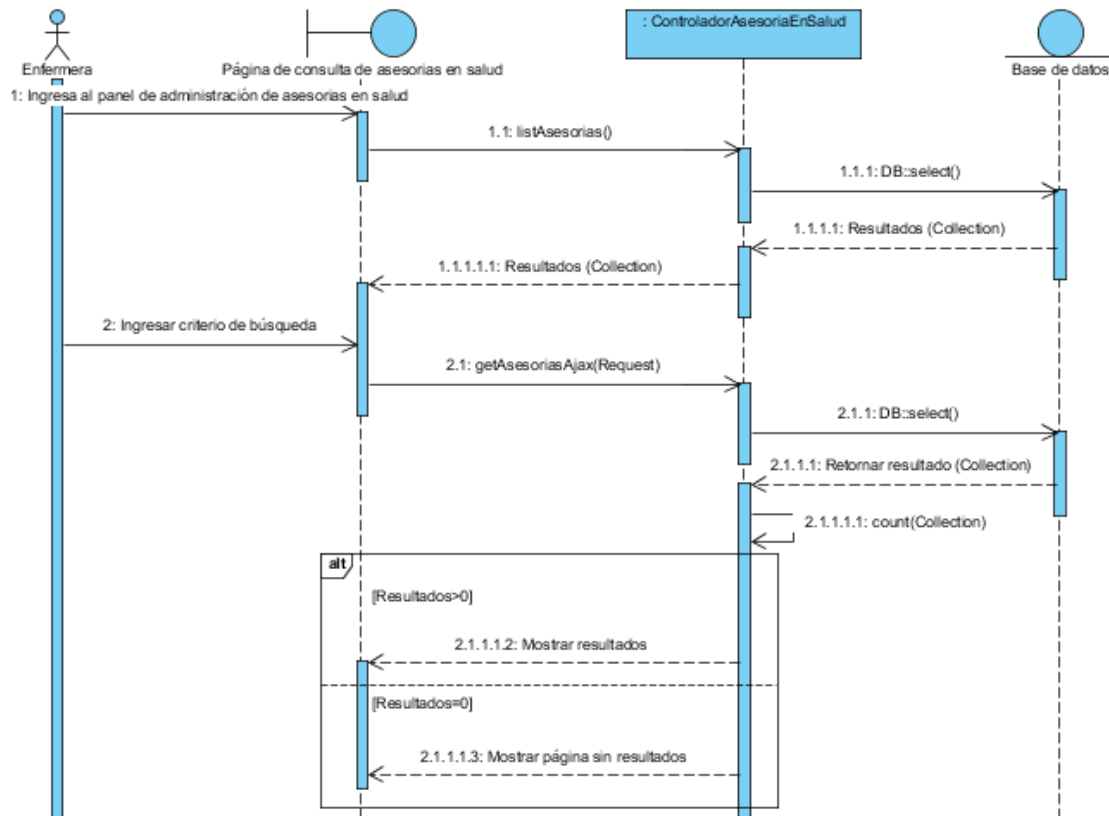 : ControladorAsesoriaEnSalud
Enfermera
Página de consulta de asesorias en salud
Base de datos
1: Ingresa al panel de administración de asesorias en salud
1.1: listAsesorias()
1.1.1: DB::select()
1.1.1.1: Resultados (Collection)
1.1.1.1.1: Resultados (Collection)
2: Ingresar criterio de búsqueda
2.1: getAsesoriasAjax(Request)
2.1.1: DB::select()
2.1.1.1: Retornar resultado (Collection)
2.1.1.1.1: count(Collection)
alt
[Resultados>0]
2.1.1.1.2: Mostrar resultados
[Resultados=0]
2.1.1.1.3: Mostrar página sin resultados